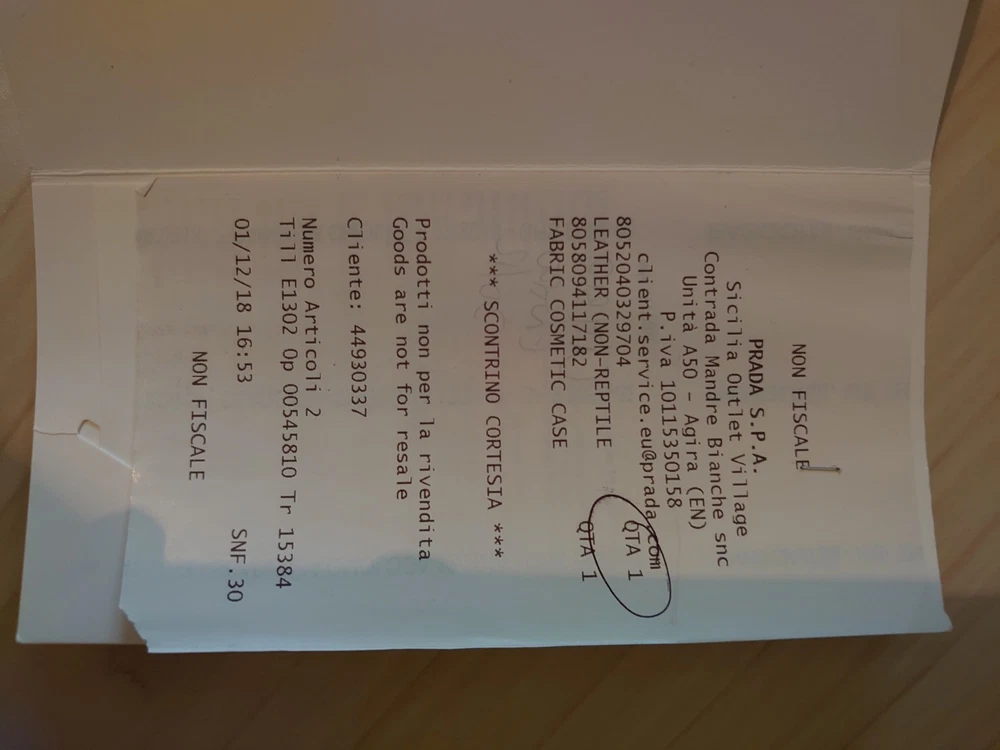 NON FISCALE
PRADA S.P.A.
Sicilia Outlet Village
Contrada Mandre Bianche snc
Unità A50 - Agira (EN)
P.iva 10115350158
client.service.eu@prada.com
8052040329704 QTA 1
LEATHER (NON-REPTILE
8058094117182 QTA 1
FABRIC COSMETIC CASE
*** SCONTRINO CORTESIA ***
Prodotti non per la rivendita
Goods are not for resale
Cliente: 44930337
Numero Articoli 2
Till E1302 Op 00545810 Tr 15384
01/12/18 16:53 SNF.30
NON FISCALE